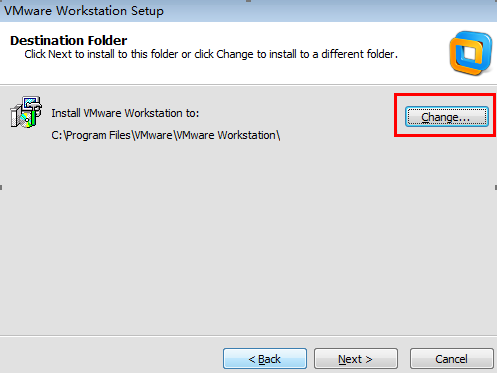 VMware Workstation Setup
Destination Folder
Click Next to install to this folder or click Change to install to a different folder.
Install VMware Workstation to:
Change...
C:\Program Files\VMware\VMware Workstation\
< Back
Next >
Cancel